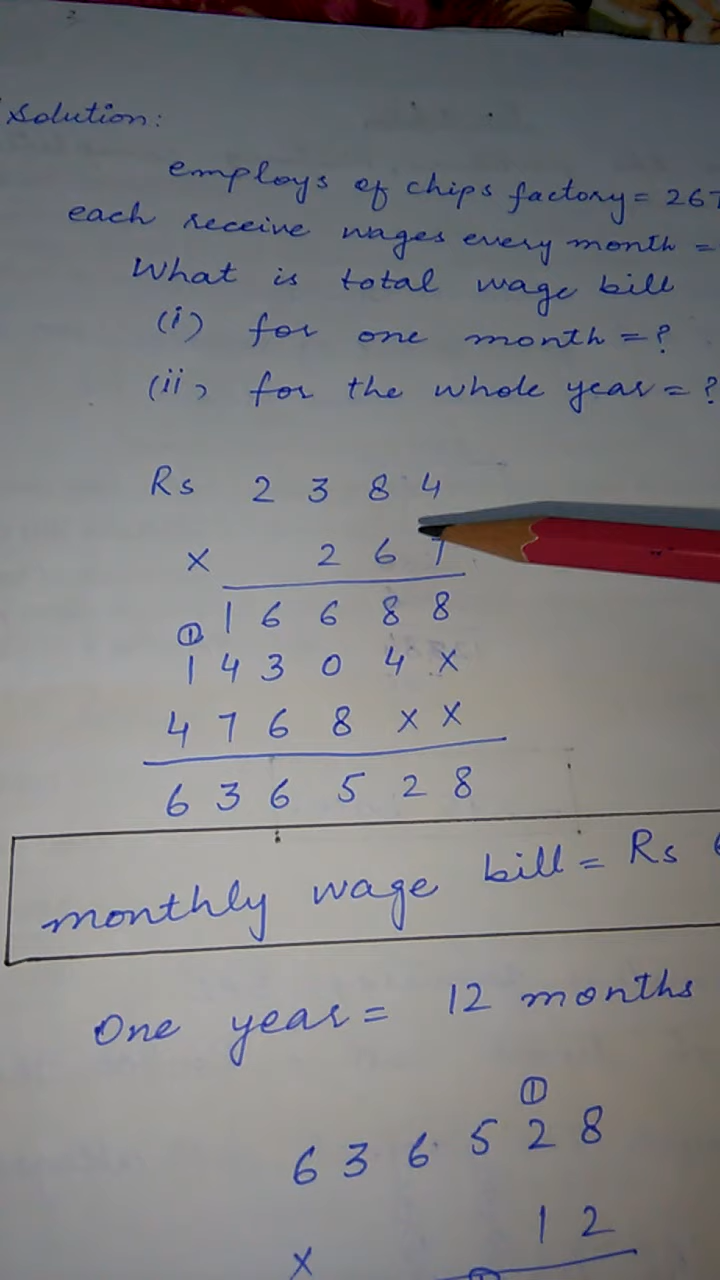 Solution:
employs of chips factory = 267
each receive wages every month =
What is total wage bill
(i) for one month = ?
(ii) for the whole year = ?
Rs 2 3 8 4
x 2 6 7
1 6 6 8 8
①
1 4 3 0 4 x
4 7 6 8 x x
6 3 6 5 2 8
monthly wage bill = Rs 6
One year = 12 months
①
6 3 6 5 2 8
x 1 2